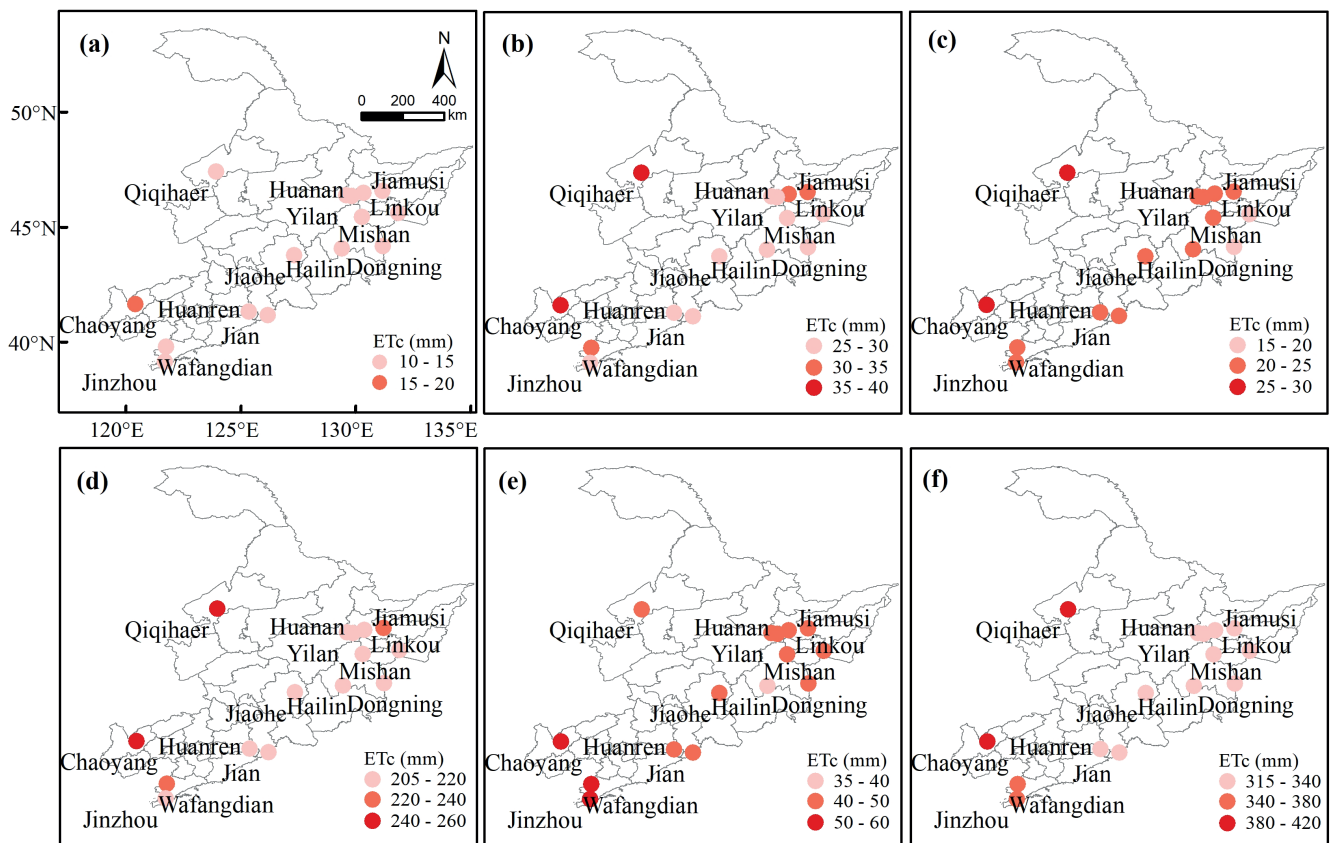 (a)
N
0 200 400
km
50°N
45°N
40°N
Qiqihaer
Huanan
Jiamusi
Yilan
Linkou
Mishan
Jiaohe
Hailin
Dongning
Chaoyang
Huanren
Jian
Wafangdian
Jinzhou
ETc (mm)
10 - 15
15 - 20
120°E 125°E 130°E 135°E
(b)
Qiqihaer
Huanan
Jiamusi
Yilan
Linkou
Mishan
Jiaohe
Hailin
Dongning
Chaoyang
Huanren
Jian
Wafangdian
Jinzhou
ETc (mm)
25 - 30
30 - 35
35 - 40
(c)
Qiqihaer
Huanan
Jiamusi
Yilan
Linkou
Mishan
Jiaohe
Hailin
Dongning
Chaoyang
Huanren
Jian
Wafangdian
Jinzhou
ETc (mm)
15 - 20
20 - 25
25 - 30
(d)
Qiqihaer
Huanan
Jiamusi
Yilan
Linkou
Mishan
Jiaohe
Hailin
Dongning
Chaoyang
Huanren
Jian
Wafangdian
Jinzhou
ETc (mm)
205 - 220
220 - 240
240 - 260
(e)
Qiqihaer
Huanan
Jiamusi
Yilan
Linkou
Mishan
Jiaohe
Hailin
Dongning
Chaoyang
Huanren
Jian
Wafangdian
Jinzhou
ETc (mm)
35 - 40
40 - 50
50 - 60
(f)
Qiqihaer
Huanan
Jiamusi
Yilan
Linkou
Mishan
Jiaohe
Hailin
Dongning
Chaoyang
Huanren
Jian
Wafangdian
Jinzhou
ETc (mm)
315 - 340
340 - 380
380 - 420